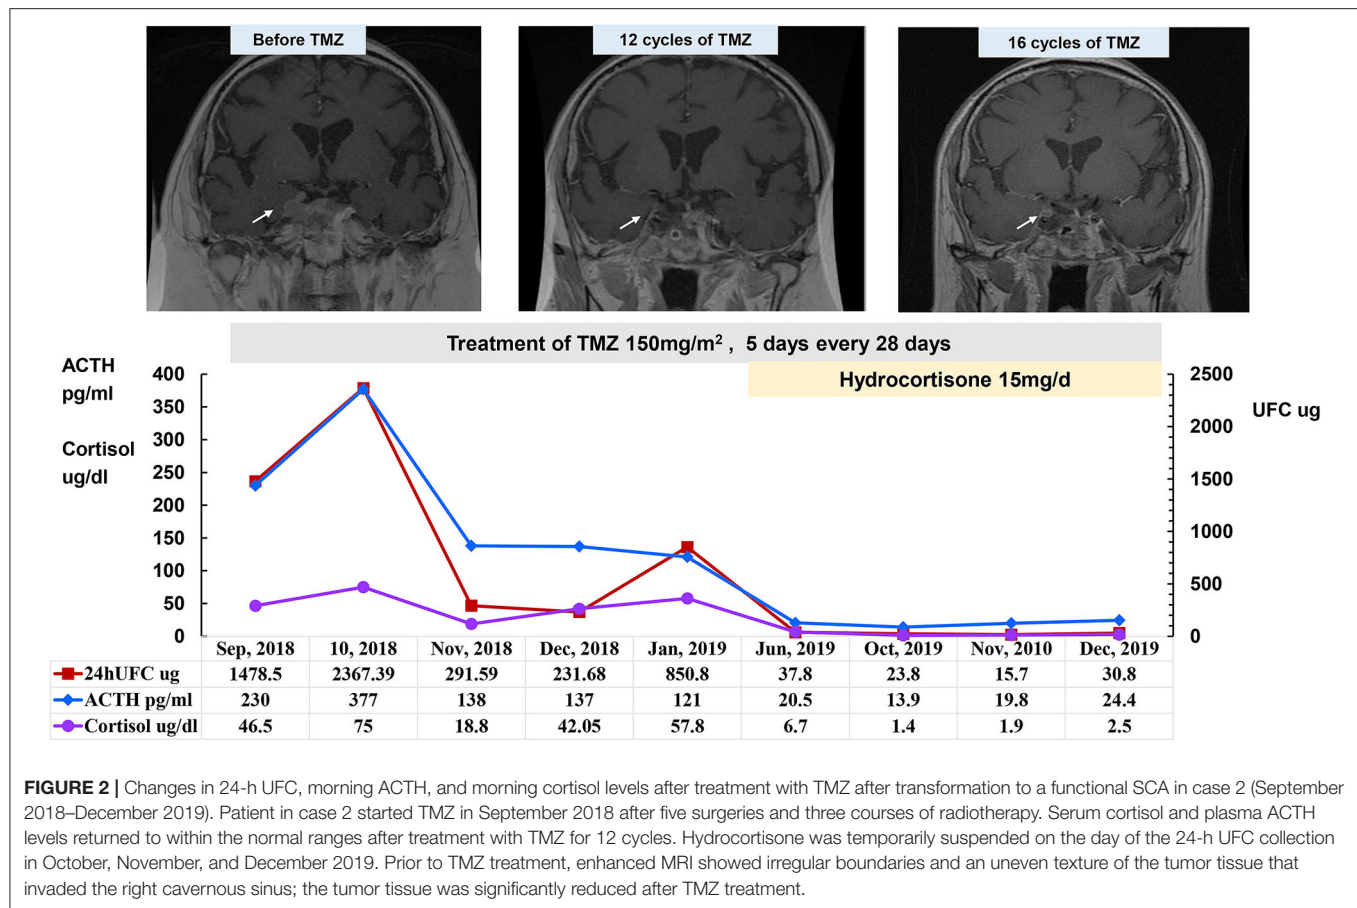 Before TMZ
12 cycles of TMZ
16 cycles of TMZ
Treatment of TMZ 150mg/m² , 5 days every 28 days
Hydrocortisone 15mg/d
ACTH
pg/ml
Cortisol
ug/dl
400
350
300
250
200
150
100
50
0
2500
2000
1500
1000
500
0
UFC ug
Sep, 2018 10, 2018 Nov, 2018 Dec, 2018 Jan, 2019 Jun, 2019 Oct, 2019 Nov, 2010 Dec, 2019
24hUFC ug 1478.5 2367.39 291.59 231.68 850.8 37.8 23.8 15.7 30.8
ACTH pg/ml 230 377 138 137 121 20.5 13.9 19.8 24.4
Cortisol ug/dl 46.5 75 18.8 42.05 57.8 6.7 1.4 1.9 2.5
FIGURE 2 | Changes in 24-h UFC, morning ACTH, and morning cortisol levels after treatment with TMZ after transformation to a functional SCA in case 2 (September
2018–December 2019). Patient in case 2 started TMZ in September 2018 after five surgeries and three courses of radiotherapy. Serum cortisol and plasma ACTH
levels returned to within the normal ranges after treatment with TMZ for 12 cycles. Hydrocortisone was temporarily suspended on the day of the 24-h UFC collection
in October, November, and December 2019. Prior to TMZ treatment, enhanced MRI showed irregular boundaries and an uneven texture of the tumor tissue that
invaded the right cavernous sinus; the tumor tissue was significantly reduced after TMZ treatment.